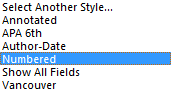 Select Another Style...
Annotated
APA 6th
Author-Date
Numbered
Show All Fields
Vancouver